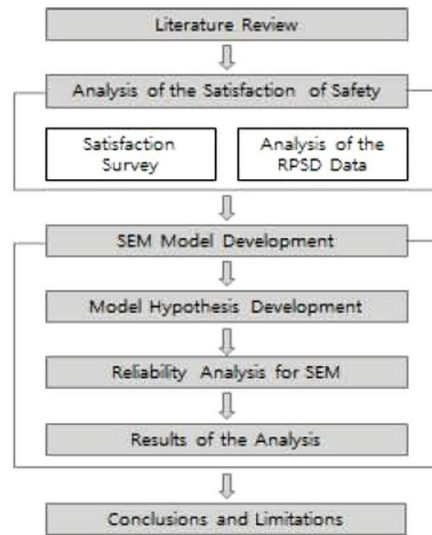 Literature Review
Analysis of the Satisfaction of Safety
Satisfaction
Survey
Analysis of the
RPSD Data
SEM Model Development
Model Hypothesis Development
Reliability Analysis for SEM
Results of the Analysis
Conclusions and Limitations